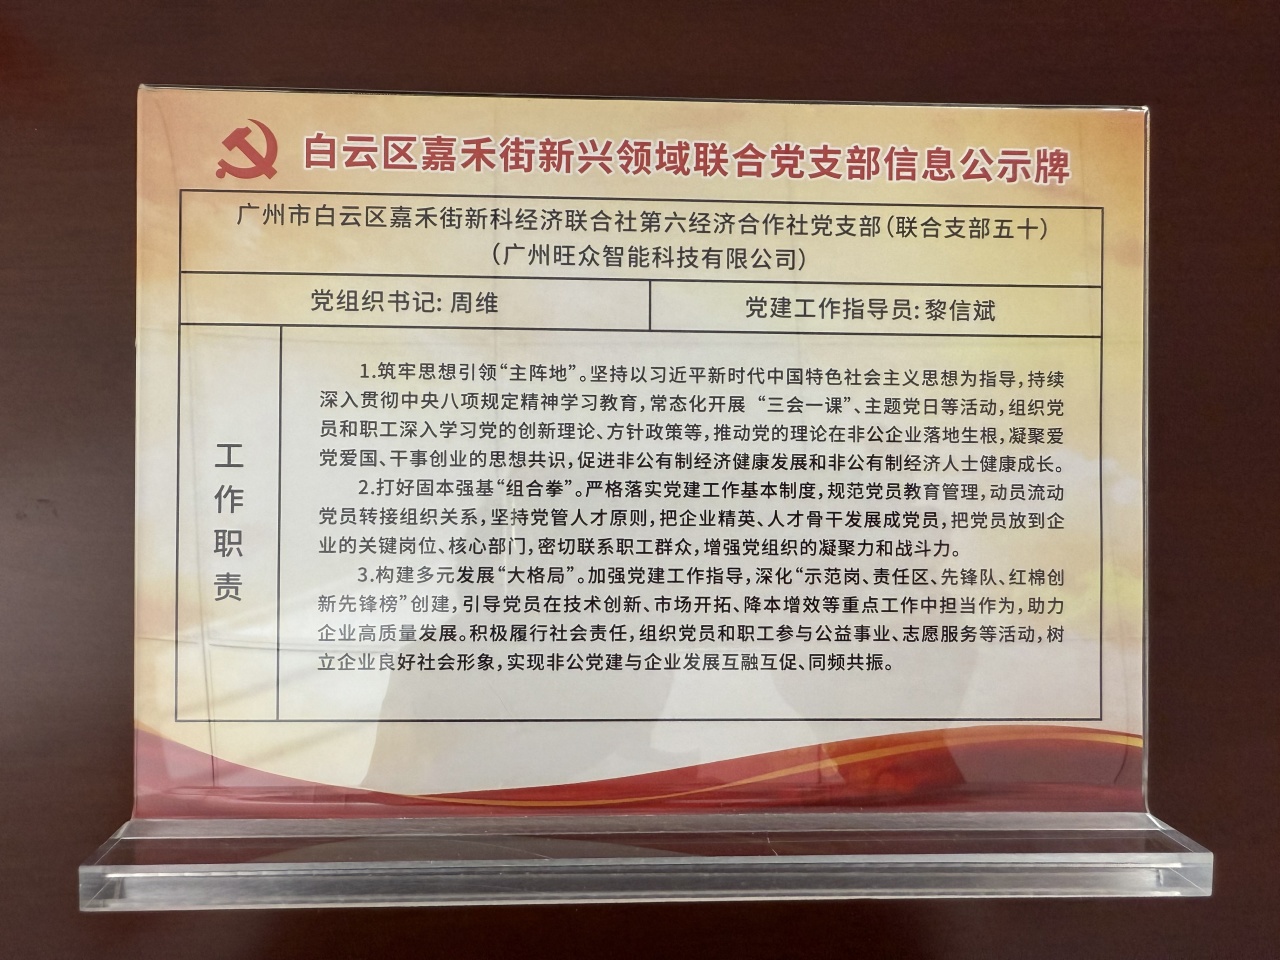 白云区嘉禾街新兴领域联合党支部信息公示牌
广州市白云区嘉禾街新科经济联合社第六经济合作社党支部(联合支部五十)
(广州旺众智能科技有限公司)
党组织书记: 周维
党建工作指导员: 黎信斌
工作职责
1.筑牢思想引领“主阵地”。坚持以习近平新时代中国特色社会主义思想为指导,持续
深入贯彻中央八项规定精神学习教育,常态化开展 “三会一课”、主题党日等活动,组织党
员和职工深入学习党的创新理论、方针政策等,推动党的理论在非公企业落地生根,凝聚爱
党爱国、干事创业的思想共识,促进非公有制经济健康发展和非公有制经济人士健康成长。
2.打好固本强基“组合拳”。严格落实党建工作基本制度,规范党员教育管理,动员流动
党员转接组织关系,坚持党管人才原则,把企业精英、人才骨干发展成党员,把党员放到企
业的关键岗位、核心部门,密切联系职工群众,增强党组织的凝聚力和战斗力。
3.构建多元发展“大格局”。加强党建工作指导,深化“示范岗、责任区、先锋队、红棉创
新先锋榜”创建,引导党员在技术创新、市场开拓、降本增效等重点工作中担当作为,助力
企业高质量发展。积极履行社会责任,组织党员和职工参与公益事业、志愿服务等活动,树
立企业良好社会形象,实现非公党建与企业发展互融互促、同频共振。